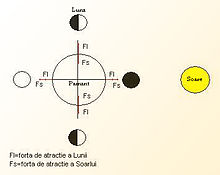 Luna
Fl
Fs
Fl
Fl
Fs
Fs
Pamant
Soare
Fl
Fs
Fl=forta de atractie a Lunii
Fs=forta de atractie a Soarlui